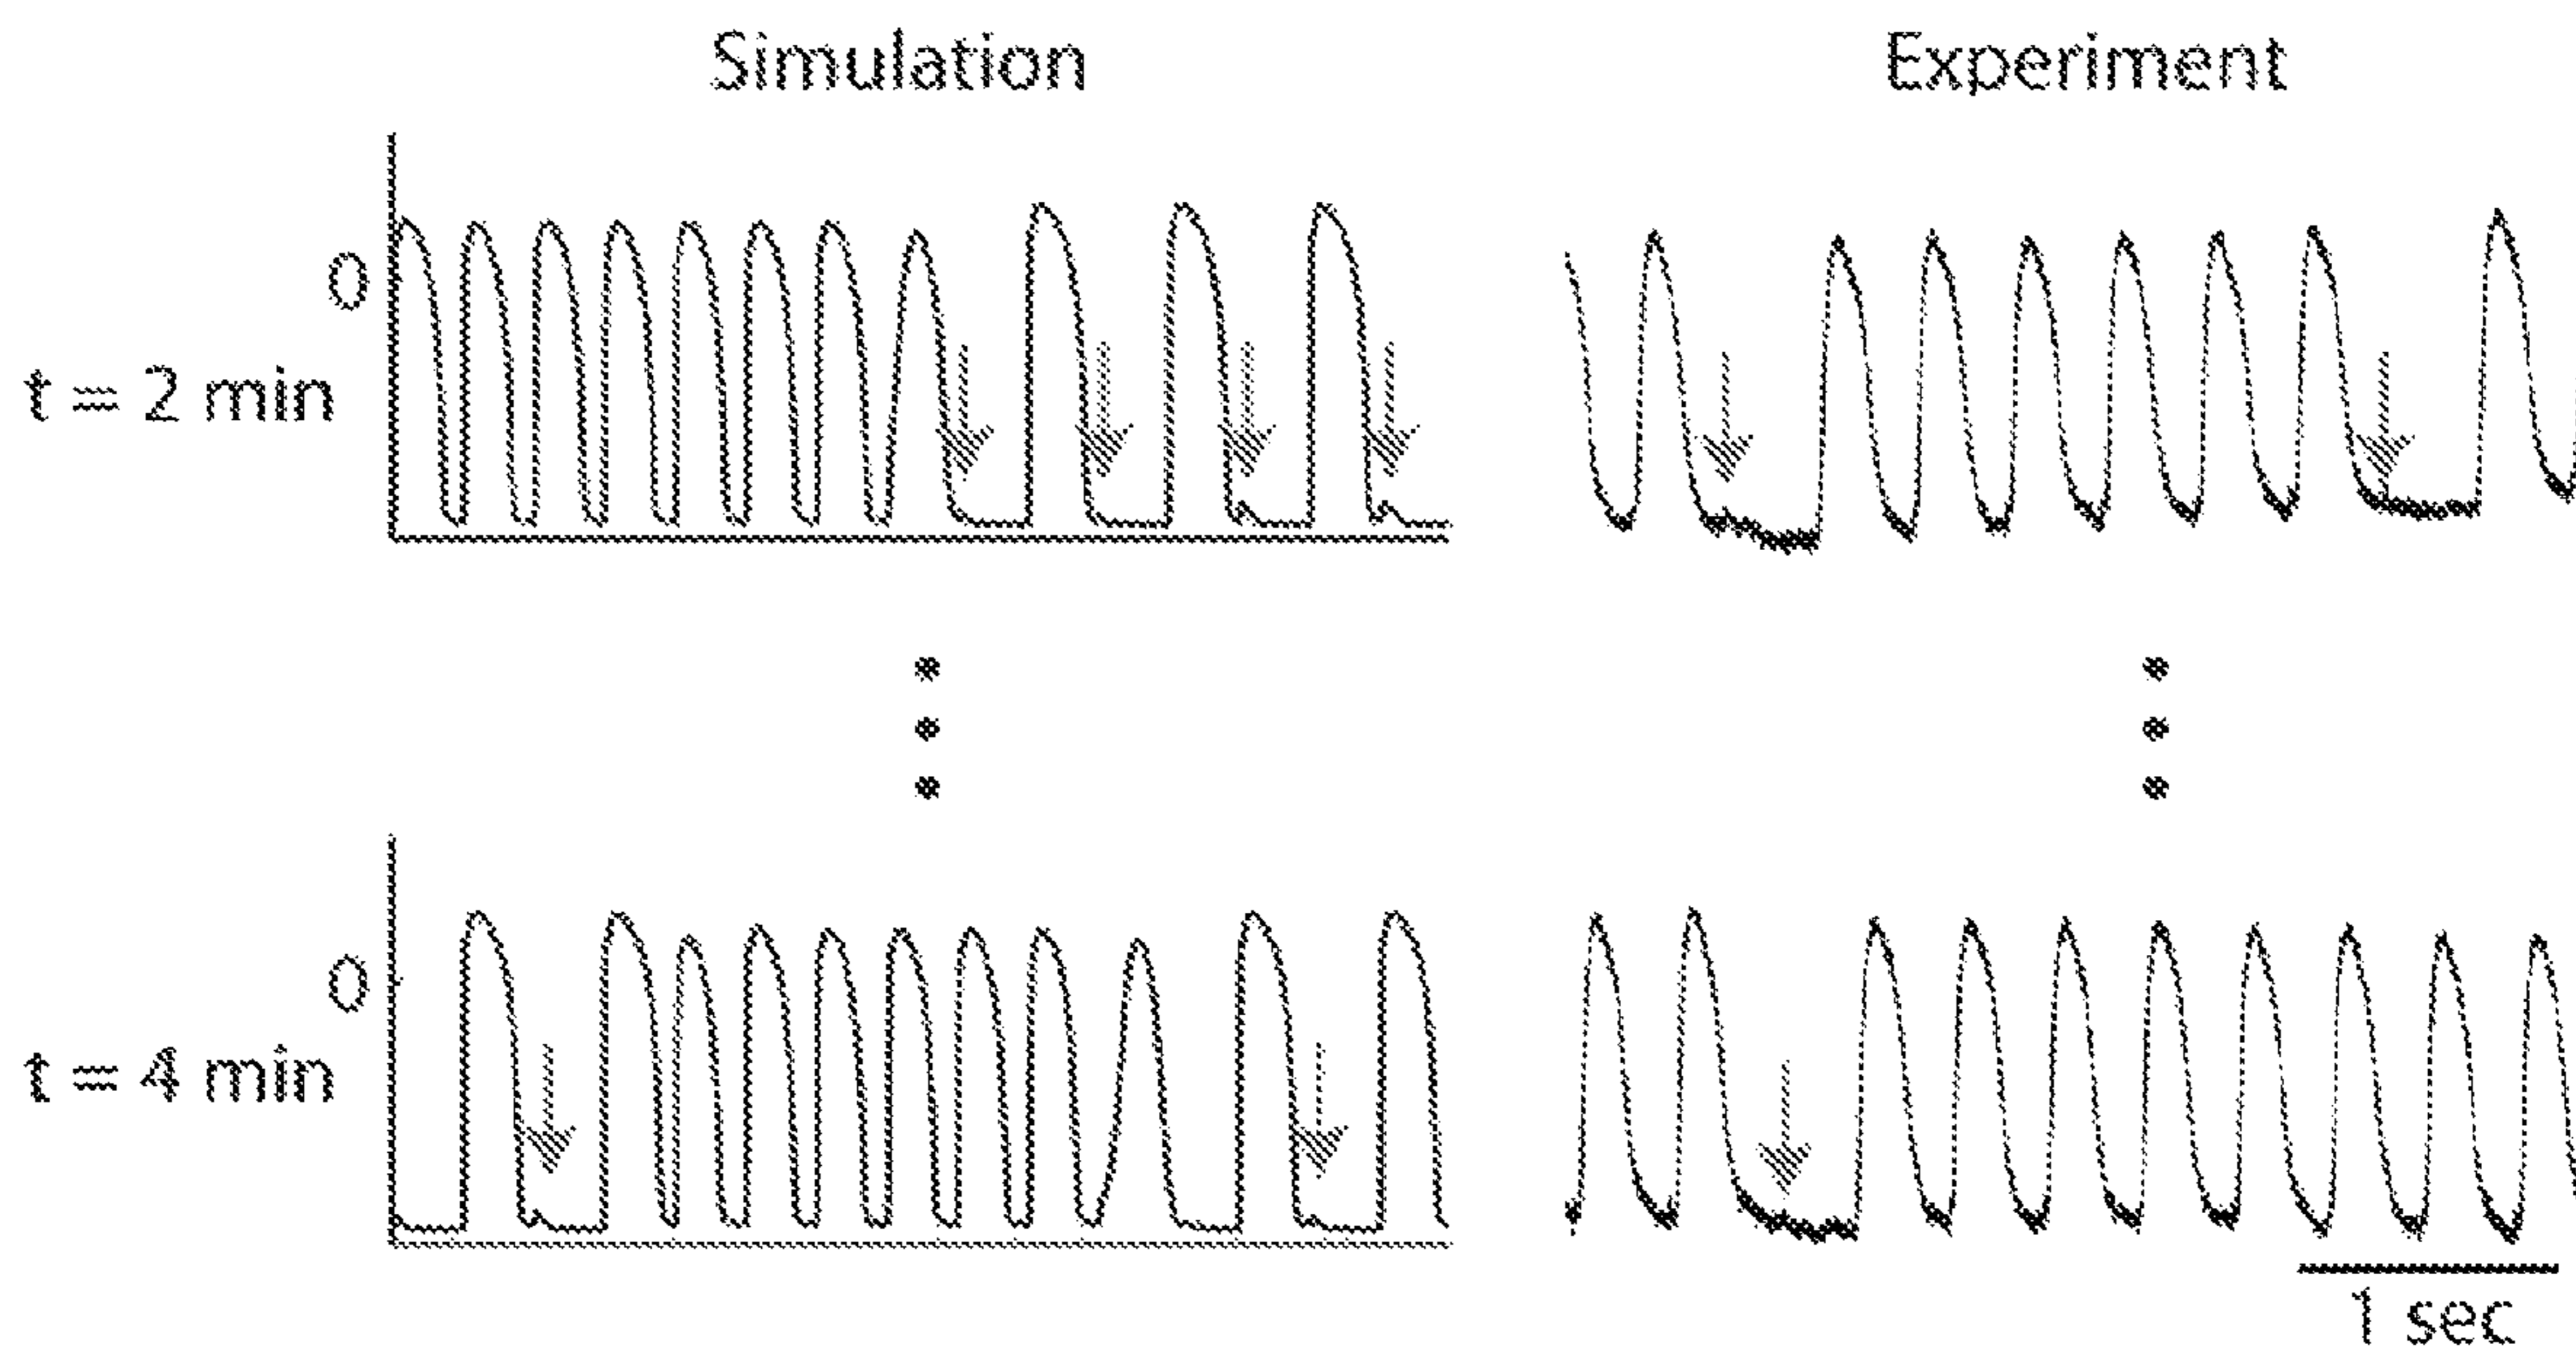 Simulation
Experiment
0
t = 2 min
0
t = 4 min
1 sec